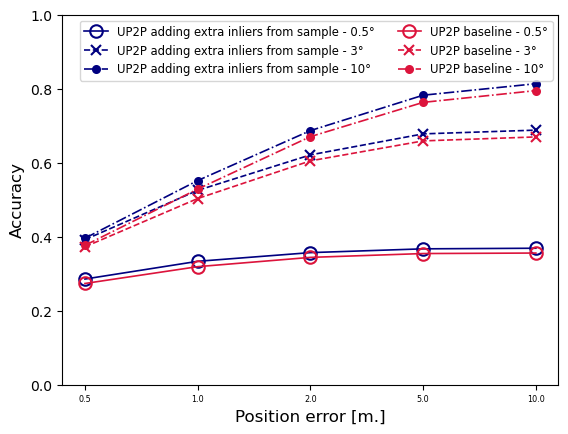 1.0
0.8
0.6
0.4
0.2
0.0
Accuracy
UP2P adding extra inliers from sample - 0.5°
UP2P adding extra inliers from sample - 3°
UP2P adding extra inliers from sample - 10°
UP2P baseline - 0.5°
UP2P baseline - 3°
UP2P baseline - 10°
0.5 1.0 2.0 5.0 10.0
Position error [m.]